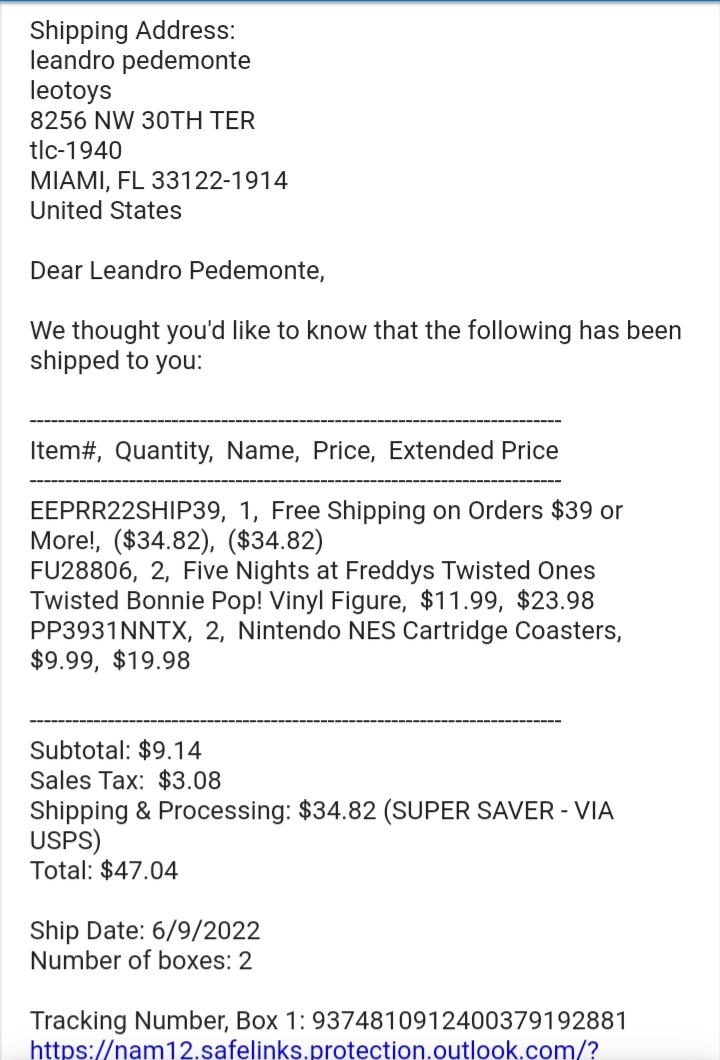 Shipping Address:
leandro pedemonte
leotoys
8256 NW 30TH TER
tlc-1940
MIAMI, FL 33122-1914
United States
Dear Leandro Pedemonte,
We thought you'd like to know that the following has been
shipped to you:
---------------------------------------------------------------------------
Item#,  Quantity,  Name,  Price,  Extended Price
---------------------------------------------------------------------------
EEPRR22SHIP39,  1,  Free Shipping on Orders $39 or
More!,  ($34.82),  ($34.82)
FU28806,  2,  Five Nights at Freddys Twisted Ones
Twisted Bonnie Pop! Vinyl Figure,  $11.99,  $23.98
PP3931NNTX,  2,  Nintendo NES Cartridge Coasters,
$9.99,  $19.98
---------------------------------------------------------------------------
Subtotal: $9.14
Sales Tax:  $3.08
Shipping & Processing: $34.82 (SUPER SAVER - VIA
USPS)
Total: $47.04
Ship Date: 6/9/2022
Number of boxes: 2
Tracking Number, Box 1: 9374810912400379192881
https://nam12.safelinks.protection.outlook.com/?